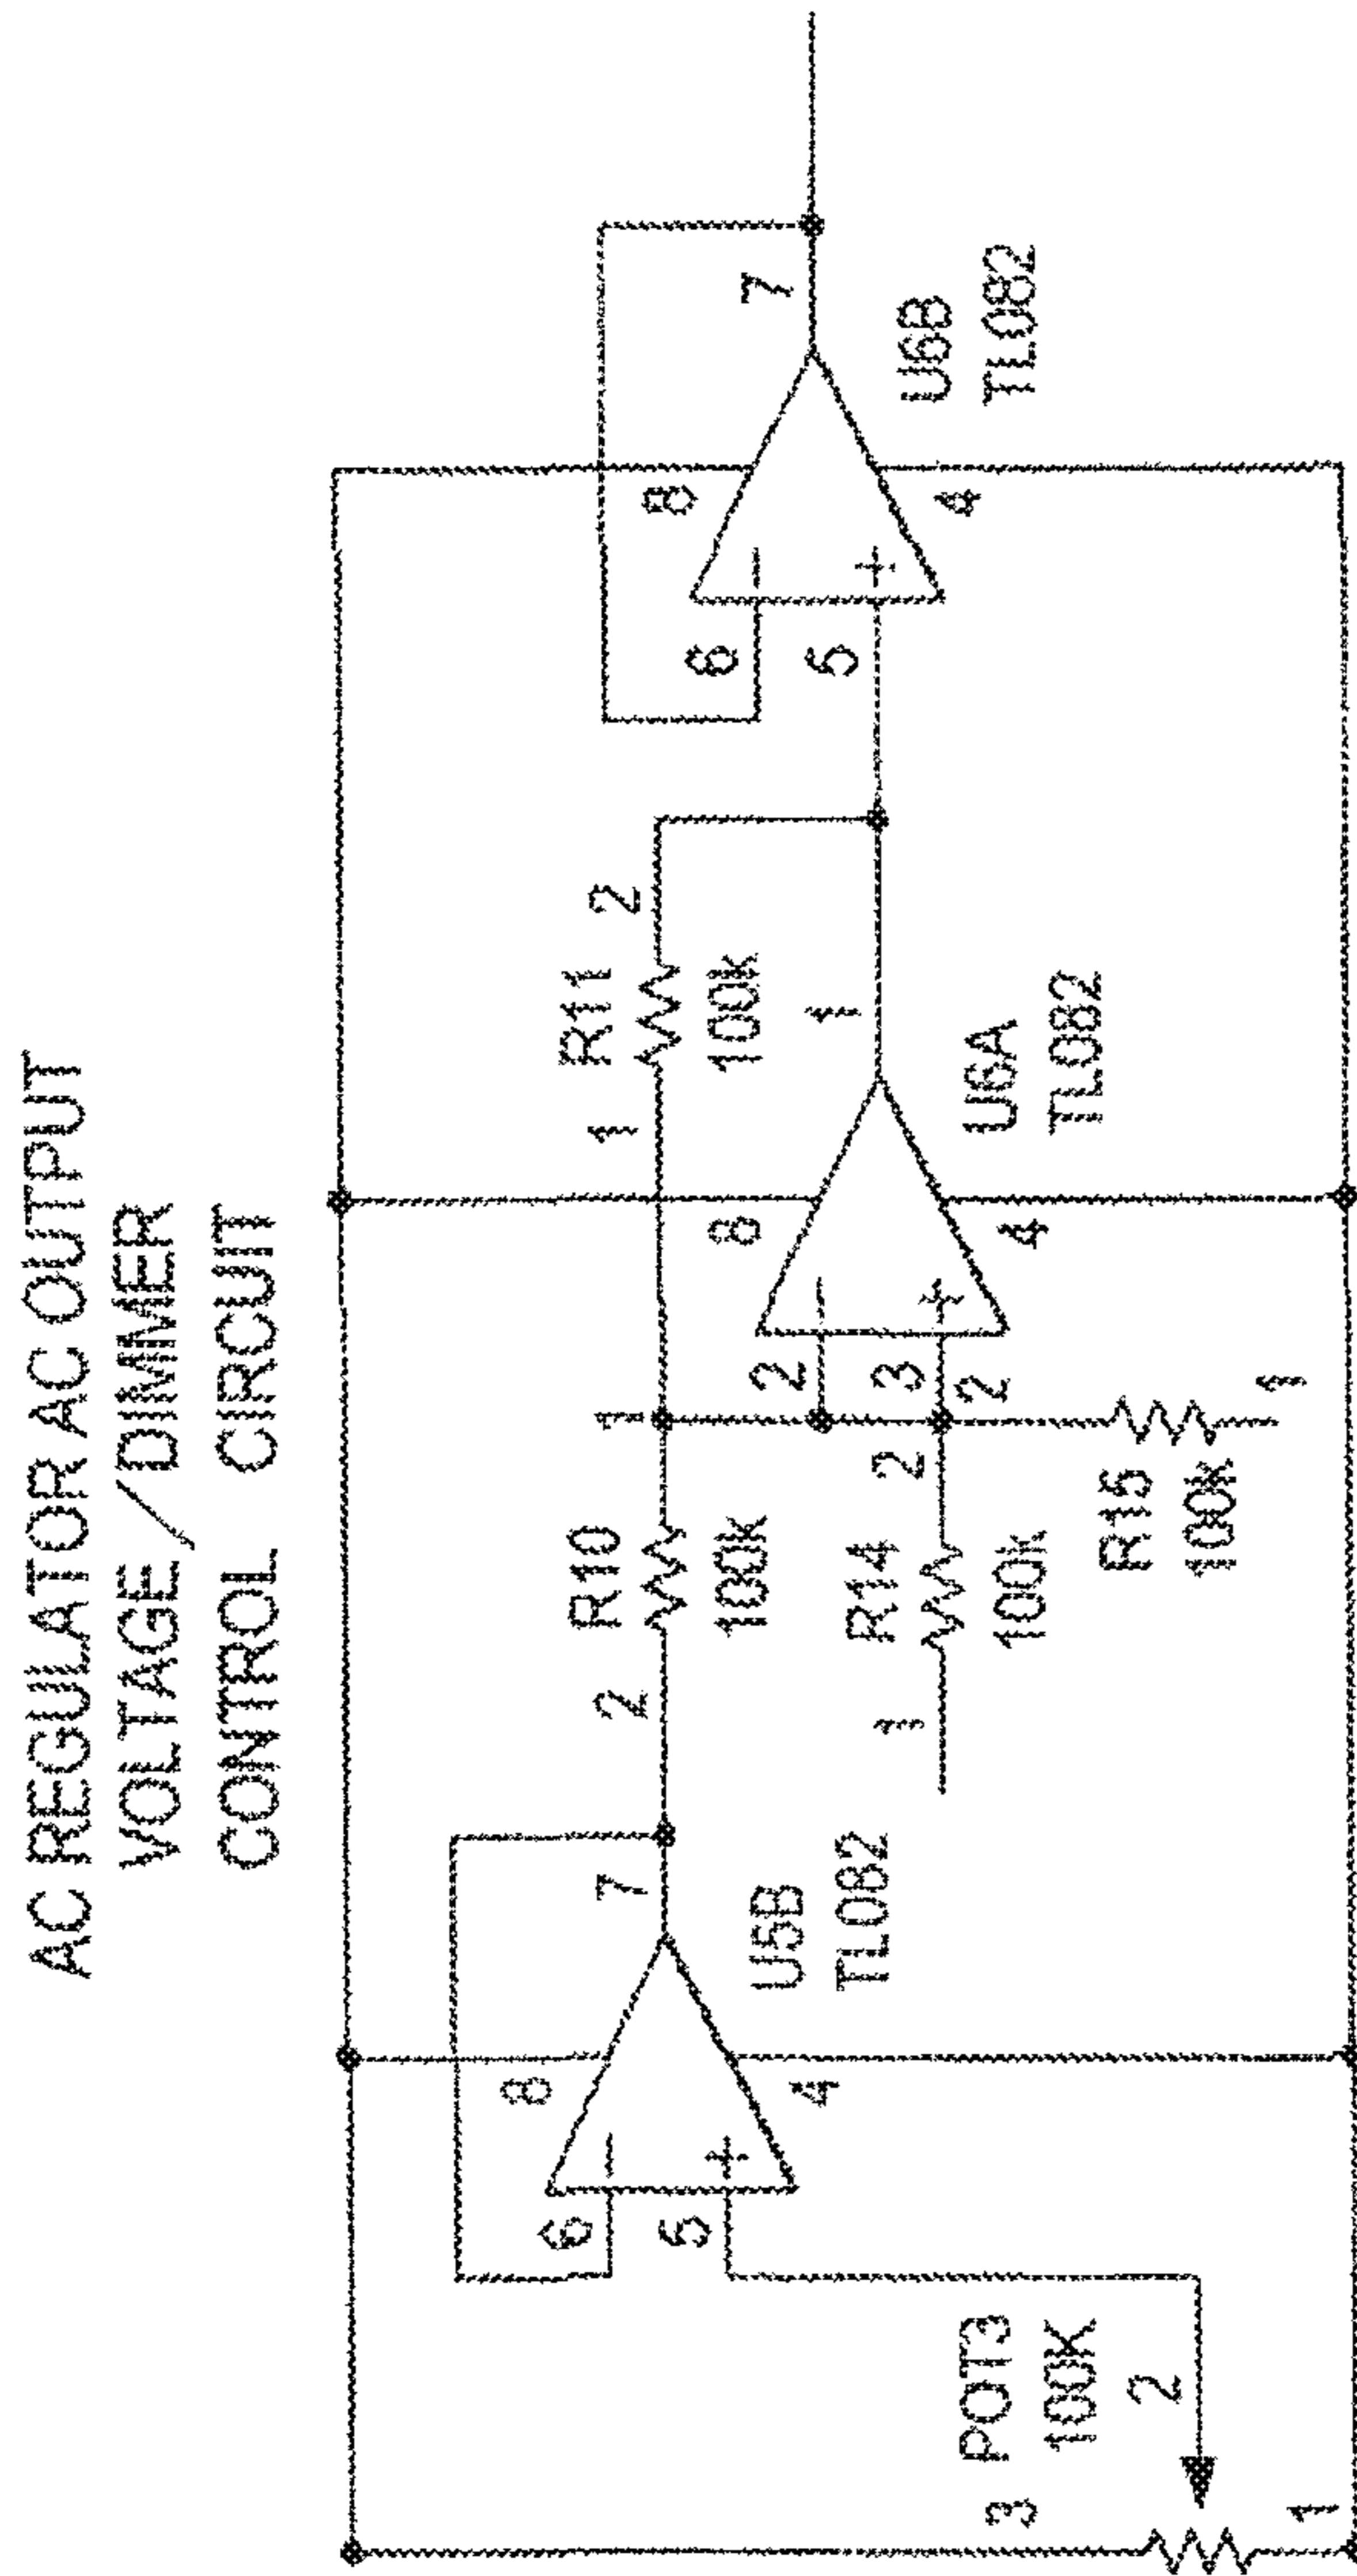 AC REGULATOR AC OUTPUT
VOLTAGE/DIMMER
CONTROL CIRCUIT
R11
1
2
100k
R10
2
1
100k
R14
1
2
100k
R15
2
1
100k
6
5
8
4
7
U5B
TL082
2
3
8
4
1
U6A
TL082
6
5
8
4
7
U6B
TL082
POT3
100K
3
2
1